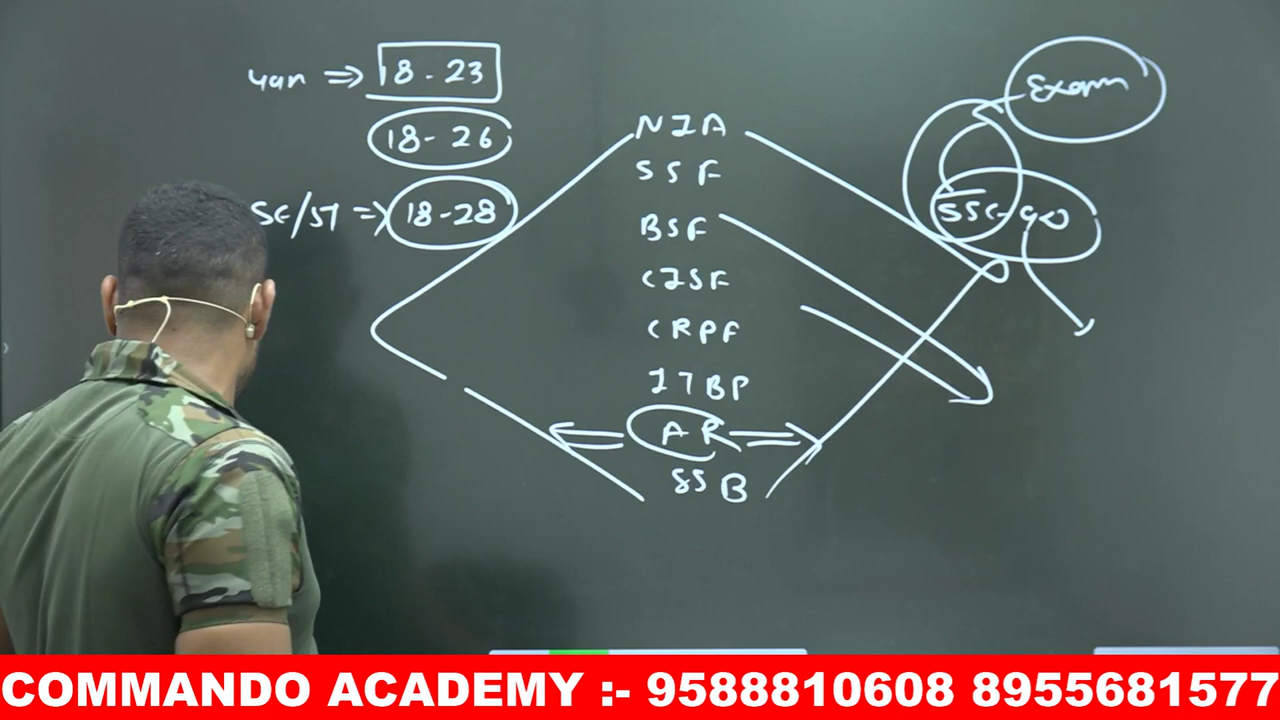 Gen ⇒ 18-23
18-26
SC/ST ⇒ 18-28
NIA
SSF
BSF
CISF
CRPF
ITBP
AR
SSB
Exam
SSC-GD
COMMANDO ACADEMY :- 9588810608 8955681577